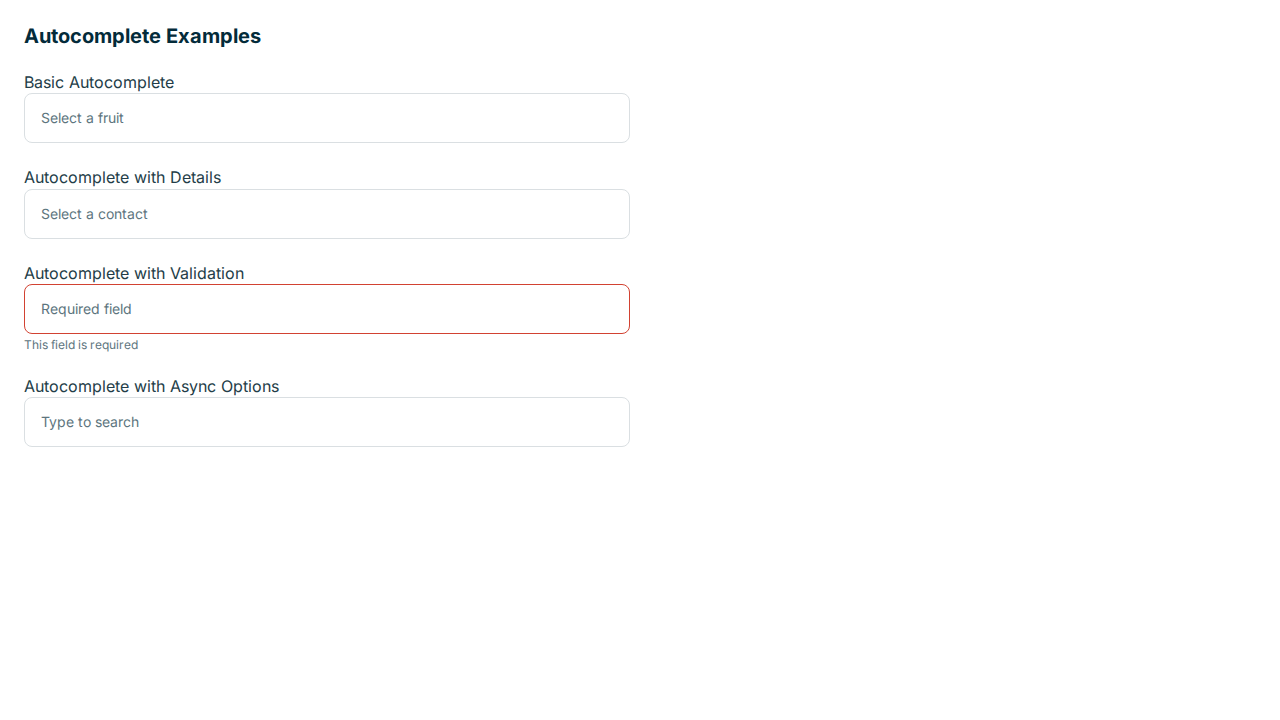 Autocomplete Examples
Basic Autocomplete
Select a fruit
Autocomplete with Details
Select a contact
Autocomplete with Validation
Required field
This field is required
Autocomplete with Async Options
Type to search